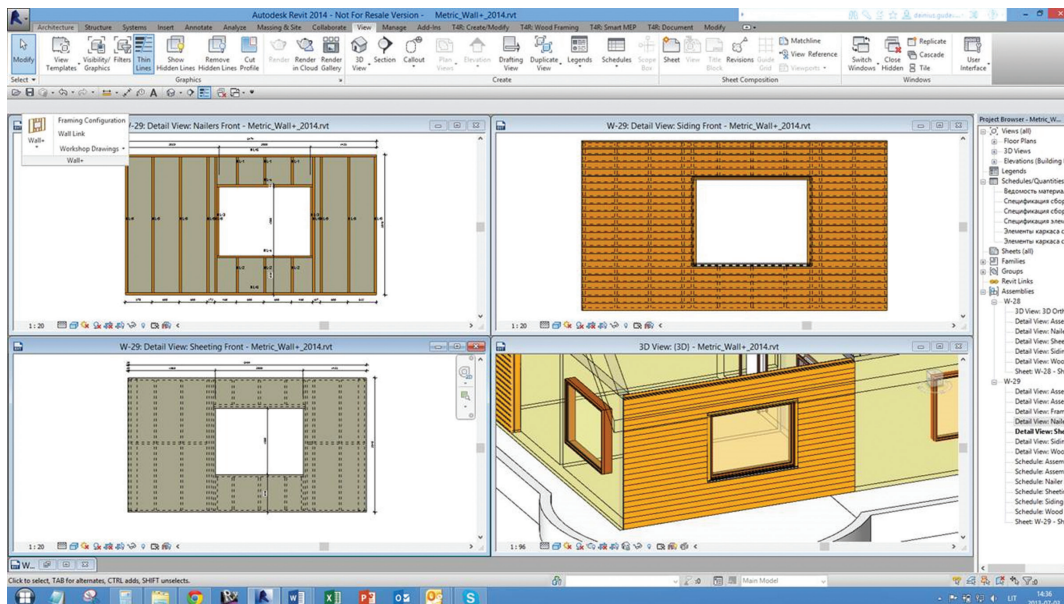 Autodesk Revit 2014 - Not For Resale Version - Metric_Wall+_2014.rvt
Architecture Structure Systems Insert Annotate Analyze Massing & Site Collaborate View Manage Add-Ins T4R: Create/Modify T4R: Wood Framing T4R: Smart MEP T4R: Document Modify
Modify
View Templates
Visibility/ Graphics
Filters
Thin Lines
Show Hidden Lines
Remove Hidden Lines
Cut Profile
Render
Render in Cloud
Render Gallery
3D View
Section
Callout
Plan Views
Elevation
Drafting View
Duplicate View
Legends
Schedules
Scope Box
Sheet
View
Title Block
Revisions
Guide Grid
Matchline
View Reference
Viewports
Switch Windows
Close Hidden
Replicate
Cascade
Tile
User Interface
Select Graphics Create Sheet Composition Windows
Wall+
Framing Configuration
Wall Link
Workshop Drawings
Wall+
W-29: Detail View: Nailers Front - Metric_Wall+_2014.rvt
1 : 20
W-29: Detail View: Siding Front - Metric_Wall+_2014.rvt
1 : 20
W-29: Detail View: Sheeting Front - Metric_Wall+_2014.rvt
1 : 20
3D View: {3D} - Metric_Wall+_2014.rvt
1 : 96
Project Browser - Metric_W...
Views (all)
Floor Plans
3D Views
Elevations (Building
Legends
Schedules/Quantities
Ведомость материа
Спецификация сбор
Спецификация сбор
Спецификация элем
Элементы каркаса с
Элементы каркаса с
Sheets (all)
Families
Groups
Revit Links
Assemblies
W-28
3D View: 3D Orth
Detail View: Asse
Detail View: Naile
Detail View: Shee
Detail View: Sidin
Detail View: Woo
Sheet: W-28 - Sh
W-29
Detail View: Asse
Detail View: Asse
Detail View: Fram
Detail View: Naile
Detail View: She
Detail View: Sidin
Detail View: Woo
Schedule: Assem
Schedule: Assem
Schedule: Nailer
Schedule: Sheetin
Schedule: Siding
Schedule: Wood
Sheet: W-29 - Sh
W...
Click to select, TAB for alternates, CTRL adds, SHIFT unselects.
:0
Main Model
:0
LIT
14:36